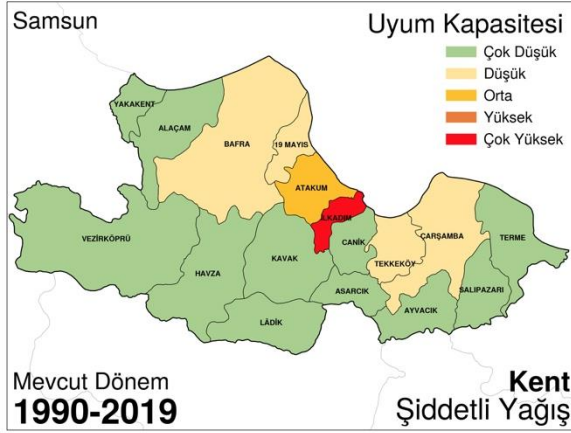 Samsun
Uyum Kapasitesi
Çok Düşük
Düşük
Orta
Yüksek
Çok Yüksek
YAKAKENT
ALAÇAM
BAFRA
19 MAYIS
ATAKUM
İLKADIM
VEZİRKÖPRÜ
HAVZA
KAVAK
CANİK
TEKKEKÖY
ÇARŞAMBA
TERME
ASARCIK
AYVACIK
SALIPAZARI
LÂDİK
Mevcut Dönem
1990-2019
Kent
Şiddetli Yağış